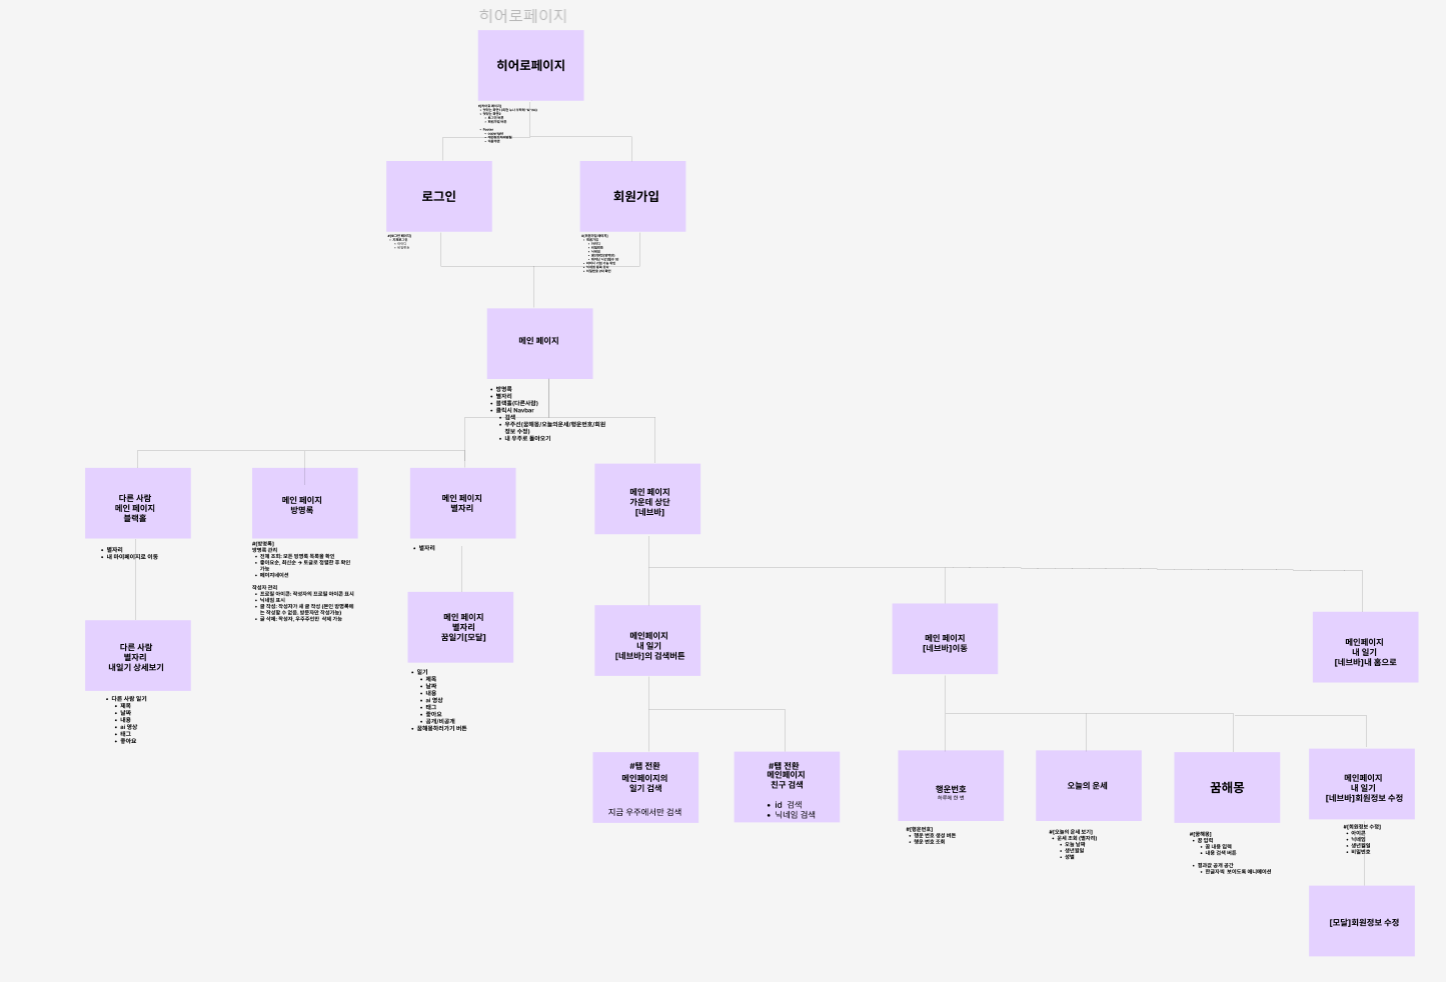 히어로페이지
히어로페이지
로그인
회원가입
메인 페이지
방명록
별자리
블랙홀(다른사람)
클릭시 Navbar
검색
우주선(꿈해몽/오늘의운세/행운번호/회원
정보 수정)
내 우주로 돌아오기
다른 사람
메인 페이지
블랙홀
별자리
내 마이페이지로 이동
다른 사람
별자리
내일기 상세보기
다른 사람 일기
제목
날짜
내용
ai 영상
태그
좋아요
메인 페이지
방명록
#[방명록]
방명록 관리
전체 조회: 모든 방명록 목록을 확인
좋아요순, 최신순 → 토글로 정렬한 후 확인
가능
페이지네이션
작성자 관리
프로필 아이콘: 작성자의 프로필 아이콘 표시
닉네임 표시
글 작성: 작성자가 새 글 작성 (본인 방명록에
는 작성할 수 없음, 방문자만 작성가능)
글 삭제: 작성자, 우주주인만 삭제 가능
메인 페이지
별자리
별자리
메인 페이지
별자리
꿈일기[모달]
일기
제목
날짜
내용
ai 영상
태그
좋아요
공개/비공개
꿈해몽하러가기 버튼
메인 페이지
가운데 상단
[네브바]
메인페이지
내 일기
[네브바]의 검색버튼
#탭 전환
메인페이지의
일기 검색
지금 우주에서만 검색
#탭 전환
메인페이지
친구 검색
id 검색
닉네임 검색
메인 페이지
[네브바]이동
행운번호
하루에 한 번
#[행운번호]
행운 번호 생성 버튼
행운 번호 조회
오늘의 운세
#[오늘의 운세 보기]
운세 조회 (별자리)
오늘 날짜
생년월일
성별
꿈해몽
#[꿈해몽]
꿈 입력
꿈 내용 입력
내용 검색 버튼
결과값 공개 공간
한글자씩 보이도록 애니메이션
메인페이지
내 일기
[네브바]회원정보 수정
#[회원정보 수정]
아이콘
닉네임
생년월일
비밀번호
[모달]회원정보 수정
메인페이지
내 일기
[네브바]내 홈으로